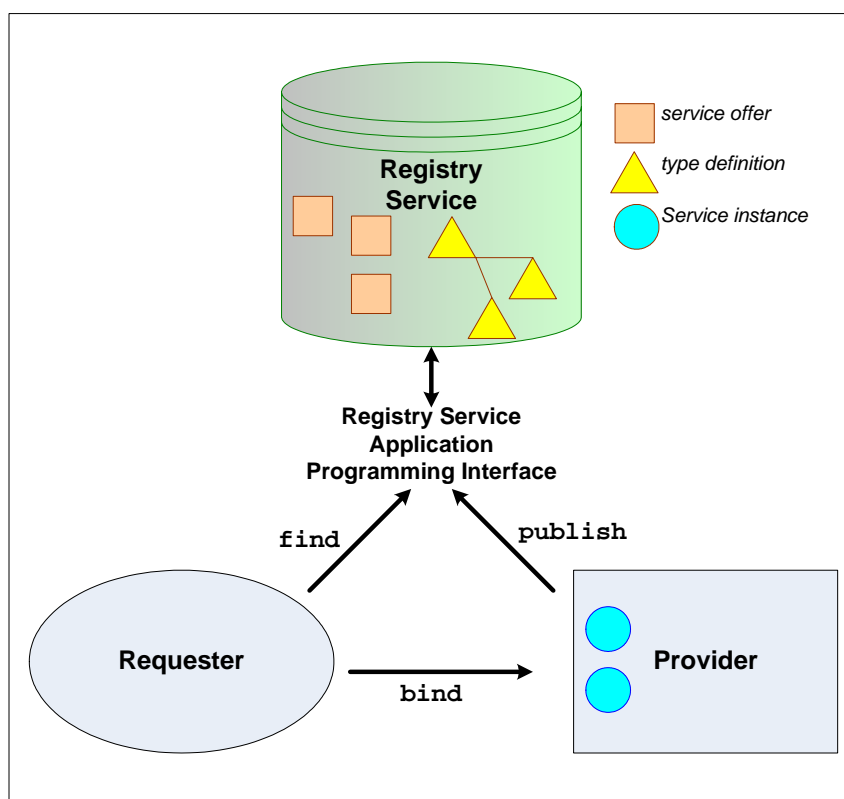 Registry
Service
service offer
type definition
Service instance
Registry Service
Application
Programming Interface
find
publish
Requester
Provider
bind